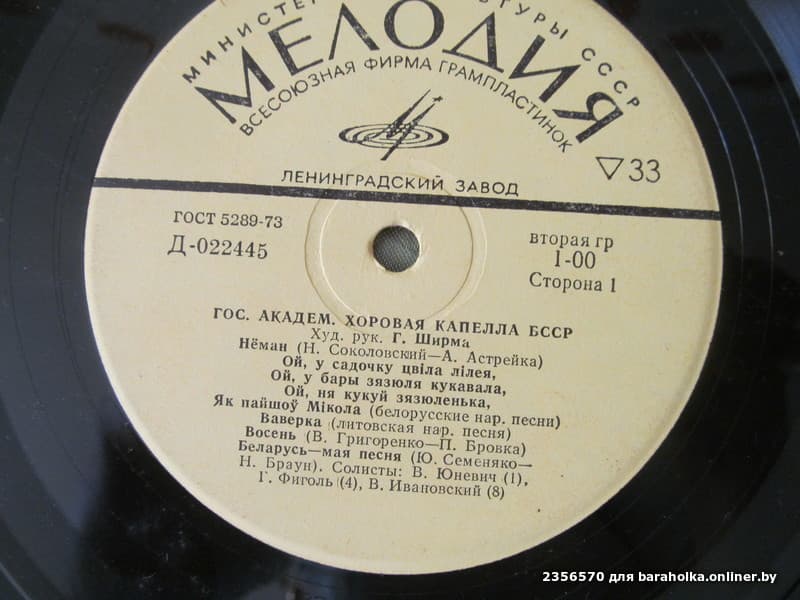 МИНИСТЕР ТУРЫ СССР
МЕЛОДИЯ
ВСЕСОЮЗНАЯ ФИРМА ГРАМПЛАСТИНОК
33
ЛЕНИНГРАДСКИЙ ЗАВОД
ГОСТ 5289-73
Д-022445
вторая гр
1-00
Сторона 1
ГОС. АКАДЕМ. ХОРОВАЯ КАПЕЛЛА БССР
Худ. рук. Г. Ширма
Нёман (Н. Соколовский—А. Астрейка)
Ой, у садочку цвіла лілея,
Ой, у бары зязюля кукавала,
Ой, ня кукуй зязюленька,
Як пайшоў Мікола (белорусские нар. песни)
Ваверка (литовская нар. песня)
Восень (В. Григоренко—П. Бровка)
Беларусь—мая песня (Ю. Семеняко—
Н. Браун). Солисты: В. Юневич (1),
Г. Фиголь (4), В. Ивановский (8)
2356570 для baraholka.onliner.by